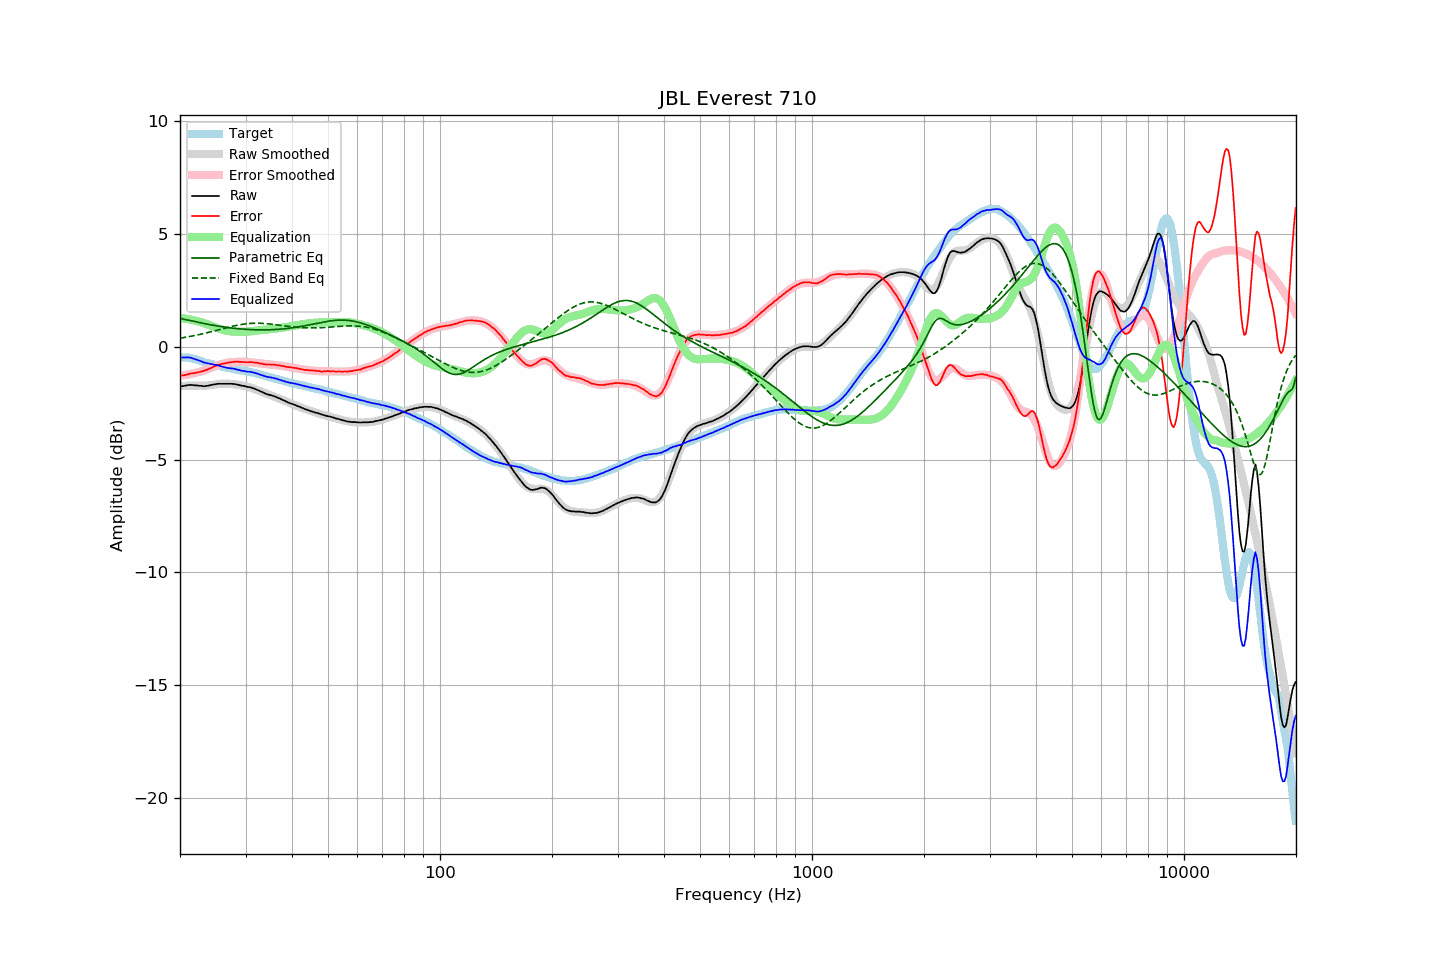 JBL Everest 710
10
5
0
−5
−10
−15
−20
Amplitude (dBr)
Target
Raw Smoothed
Error Smoothed
Raw
Error
Equalization
Parametric Eq
Fixed Band Eq
Equalized
100
1000
10000
Frequency (Hz)